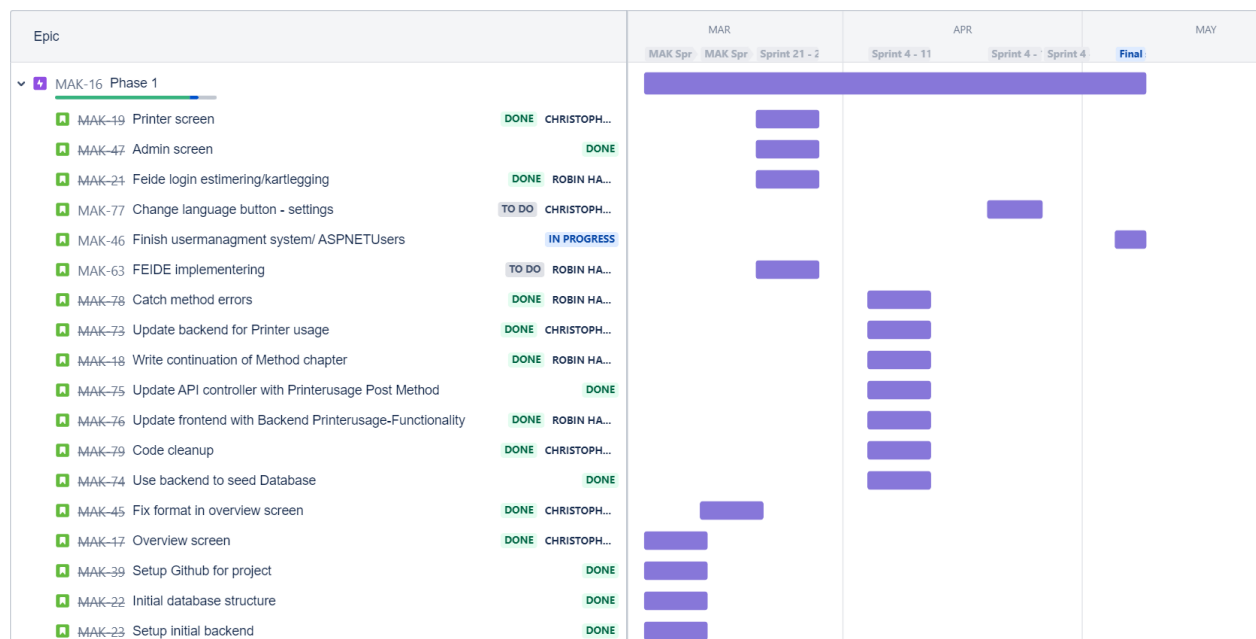 Epic
MAR APR MAY
MAK Spr MAK Spr Sprint 21 - 2 Sprint 4 - 11 Sprint 4 - Sprint 4 Final
MAK-16 Phase 1
MAK-19 Printer screen DONE CHRISTOPH...
MAK-47 Admin screen DONE
MAK-21 Feide login estimering/kartlegging DONE ROBIN HA...
MAK-77 Change language button - settings TO DO CHRISTOPH...
MAK-46 Finish usermanagment system/ ASPNETUsers IN PROGRESS
MAK-63 FEIDE implementering TO DO ROBIN HA...
MAK-78 Catch method errors DONE ROBIN HA...
MAK-73 Update backend for Printer usage DONE CHRISTOPH...
MAK-18 Write continuation of Method chapter DONE ROBIN HA...
MAK-75 Update API controller with Printerusage Post Method DONE
MAK-76 Update frontend with Backend Printerusage-Functionality DONE ROBIN HA...
MAK-79 Code cleanup DONE CHRISTOPH...
MAK-74 Use backend to seed Database DONE
MAK-45 Fix format in overview screen DONE CHRISTOPH...
MAK-17 Overview screen DONE CHRISTOPH...
MAK-39 Setup Github for project DONE
MAK-22 Initial database structure DONE
MAK-23 Setup initial backend DONE